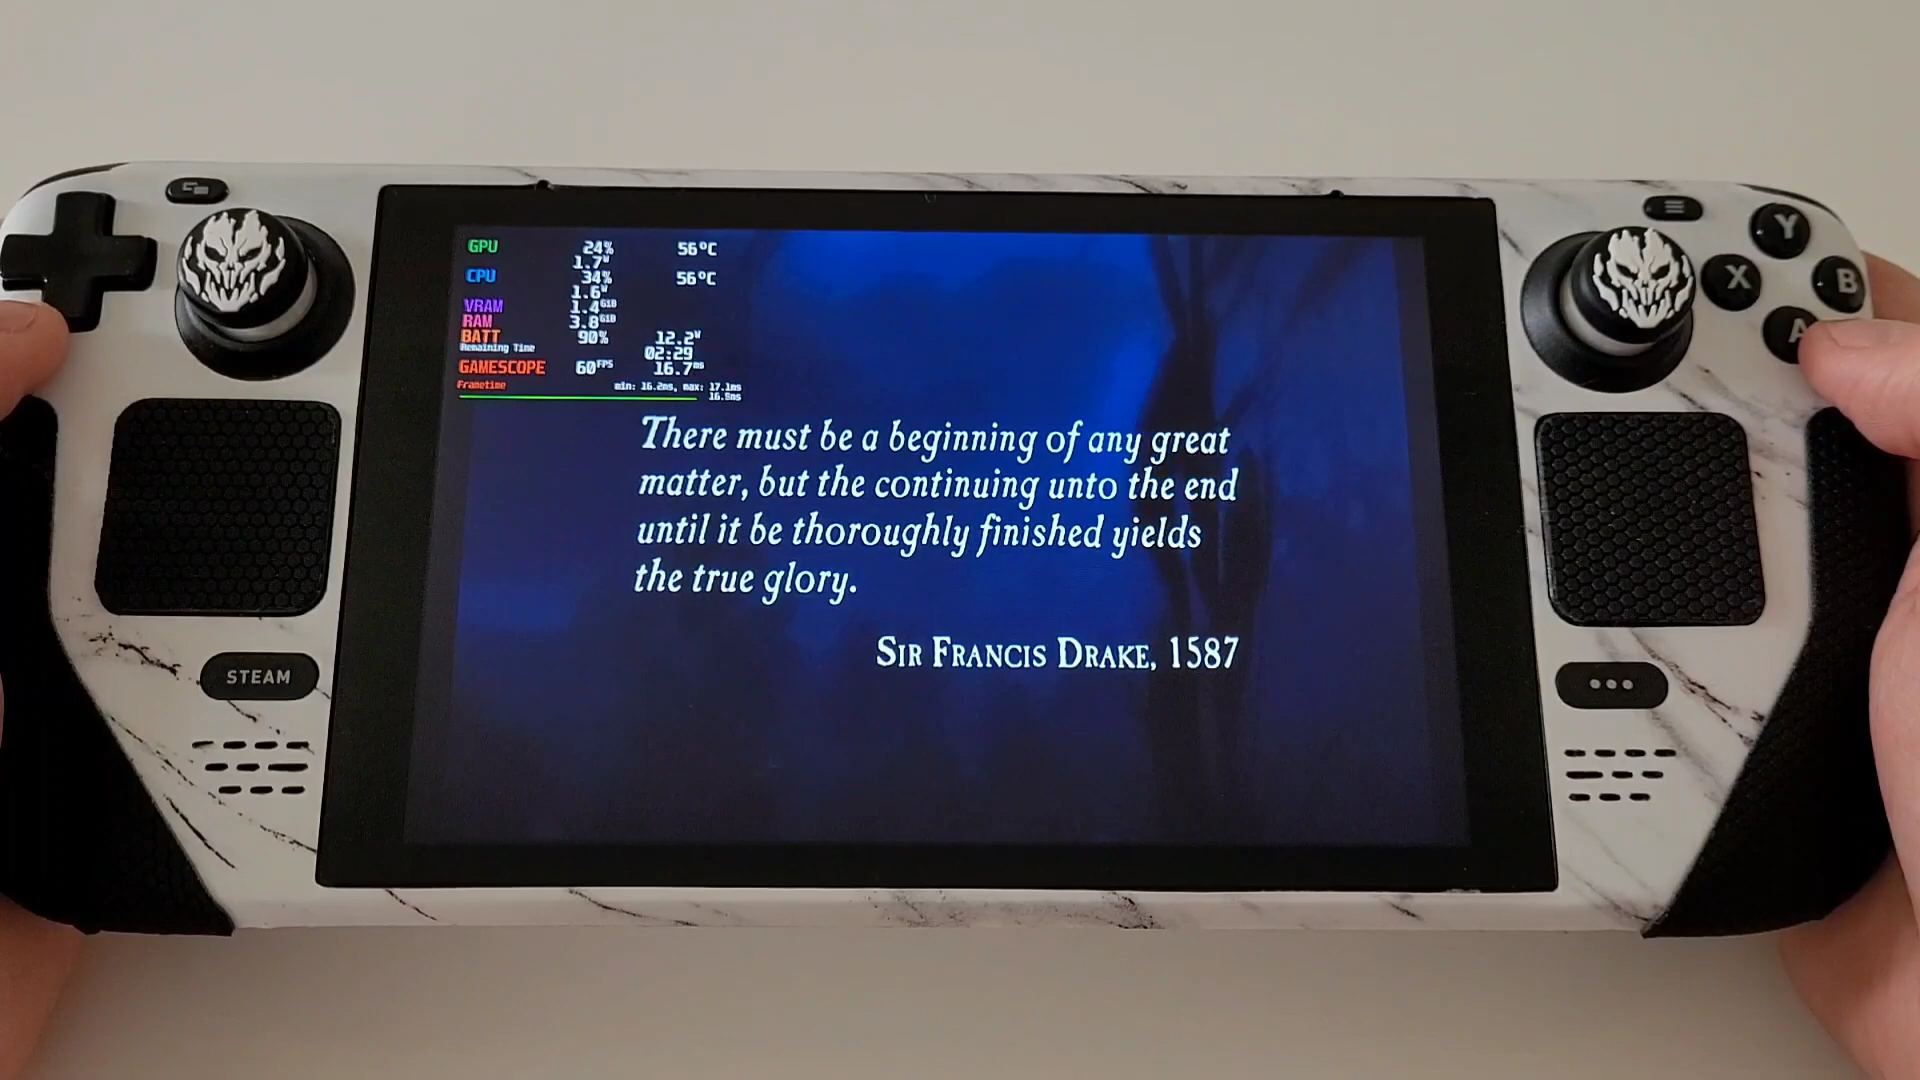 GPU 24% 56°C
1.7W
CPU 34% 56°C
1.6W
VRAM 1.4GiB
RAM 3.8GiB
BATT 90% 12.2W
Remaining Time 02:29
GAMESCOPE 60FPS 16.7ms
Frametime min: 16.2ms, max: 17.1ms
16.5ms
There must be a beginning of any great
matter, but the continuing unto the end
until it be thoroughly finished yields
the true glory.
SIR FRANCIS DRAKE, 1587
Y
X
B
A
STEAM